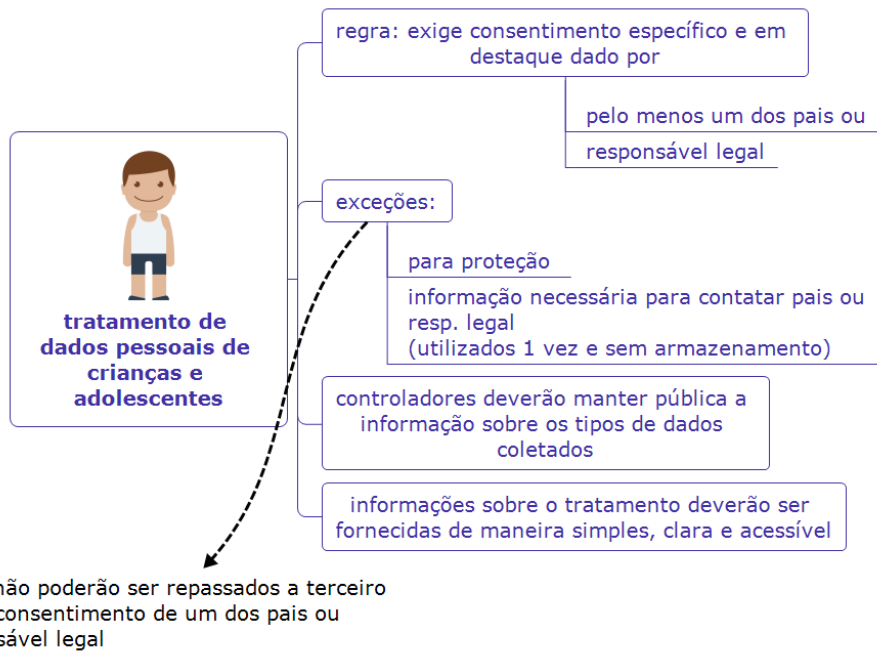 regra: exige consentimento específico e em
destaque dado por
pelo menos um dos pais ou
responsável legal
exceções:
para proteção
informação necessária para contatar pais ou
resp. legal
(utilizados 1 vez e sem armazenamento)
tratamento de
dados pessoais de
crianças e
adolescentes
controladores deverão manter pública a
informação sobre os tipos de dados
coletados
informações sobre o tratamento deverão ser
fornecidas de maneira simples, clara e acessível
não poderão ser repassados a terceiro
consentimento de um dos pais ou
sável legal